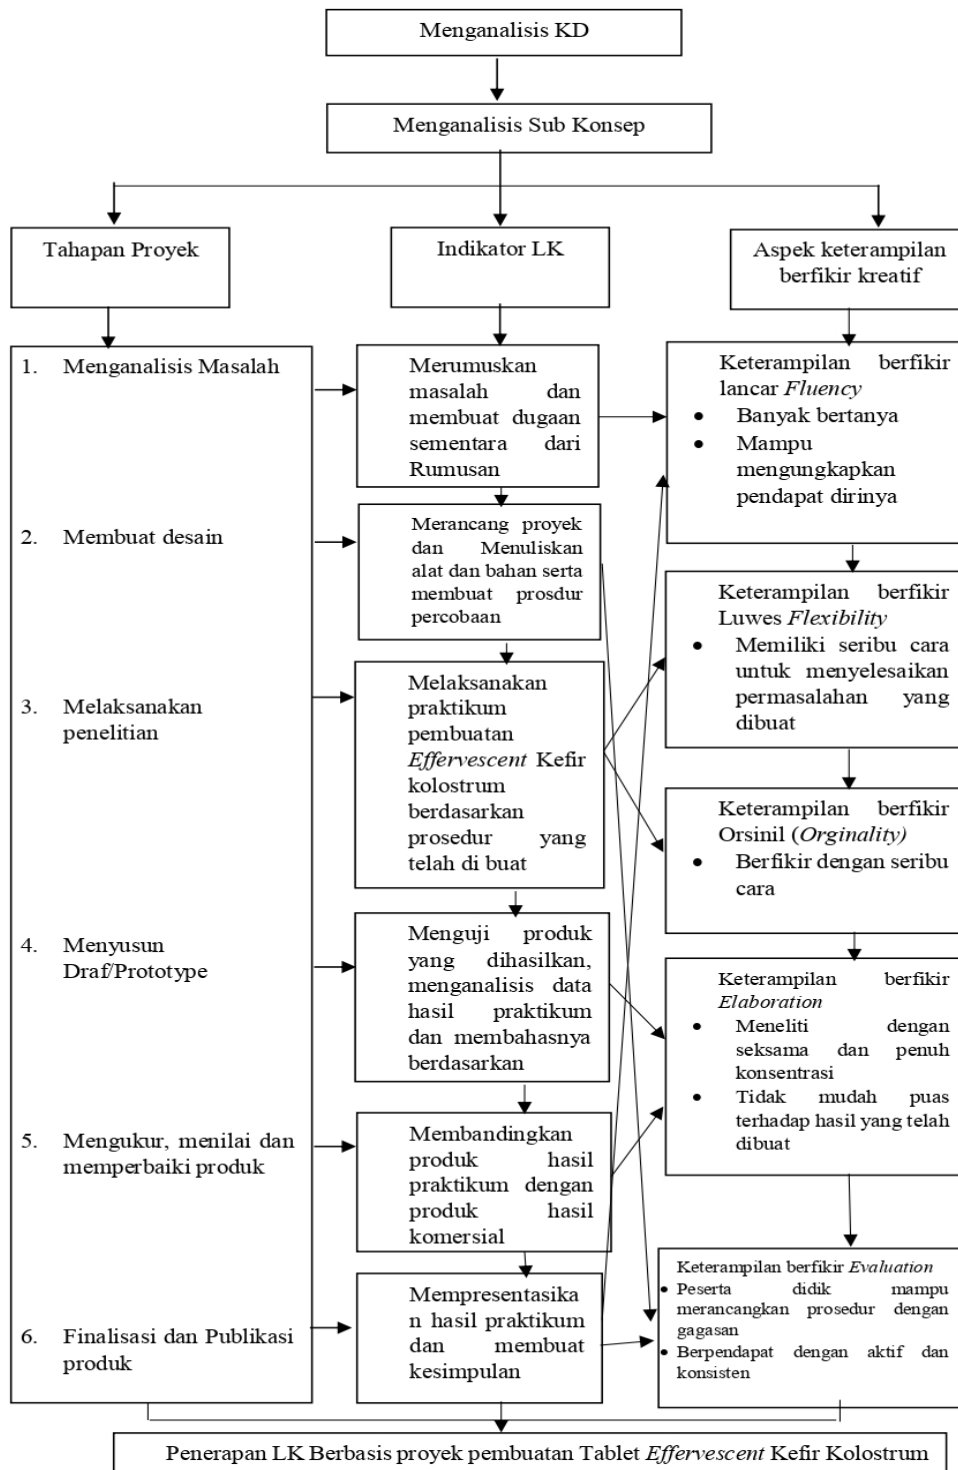 Menganalisis KD
Menganalisis Sub Konsep
Tahapan Proyek
Indikator LK
Aspek keterampilan
berfikir kreatif
1. Menganalisis Masalah
2. Membuat desain
3. Melaksanakan
penelitian
4. Menyusun
Draf/Prototype
5. Mengukur, menilai dan
memperbaiki produk
6. Finalisasi dan Publikasi
produk
Merumuskan
masalah dan
membuat dugaan
sementara dari
Rumusan
Merancang proyek
dan Menuliskan
alat dan bahan serta
membuat prosdur
percobaan
Melaksanakan
praktikum
pembuatan
Effervescent Kefir
kolostrum
berdasarkan
prosedur yang
telah di buat
Menguji produk
yang dihasilkan,
menganalisis data
hasil praktikum
dan membahasnya
berdasarkan
Membandingkan
produk hasil
praktikum dengan
produk hasil
komersial
Mempresentasika
n hasil praktikum
dan membuat
kesimpulan
Keterampilan berfikir
lancar Fluency
• Banyak bertanya
• Mampu
mengungkapkan
pendapat dirinya
Keterampilan berfikir
Luwes Flexibility
• Memiliki seribu cara
untuk menyelesaikan
permasalahan yang
dibuat
Keterampilan berfikir
Orsinil (Orginality)
• Berfikir dengan seribu
cara
Keterampilan berfikir
Elaboration
• Meneliti dengan
seksama dan penuh
konsentrasi
• Tidak mudah puas
terhadap hasil yang telah
dibuat
Keterampilan berfikir Evaluation
• Peserta didik mampu
merancangkan prosedur dengan
gagasan
• Berpendapat dengan aktif dan
konsisten
Penerapan LK Berbasis proyek pembuatan Tablet Effervescent Kefir Kolostrum